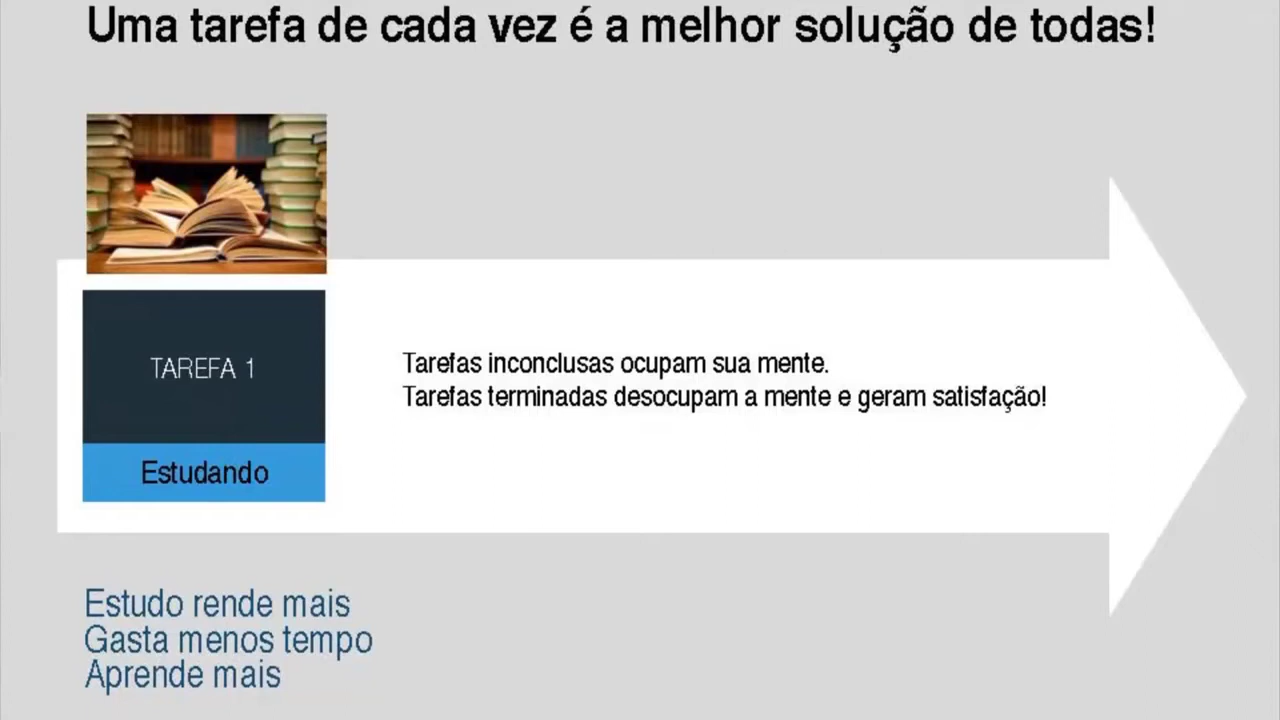 Uma tarefa de cada vez é a melhor solução de todas!
TAREFA 1
Estudando
Tarefas inconclusas ocupam sua mente.
Tarefas terminadas desocupam a mente e geram satisfação!
Estudo rende mais
Gasta menos tempo
Aprende mais